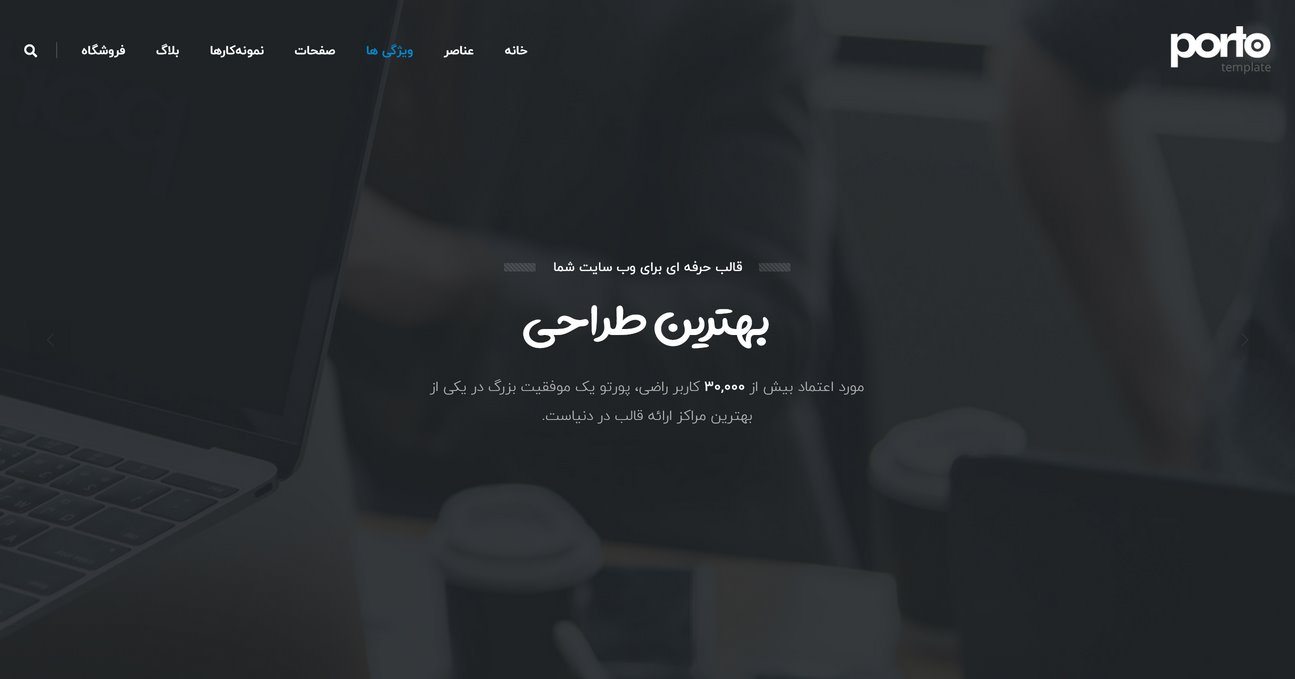 porto
template
خانه
عناصر
ویژگی ها
صفحات
نمونه‌کارها
بلاگ
فروشگاه
قالب حرفه ای برای وب سایت شما
بهترین طراحی
مورد اعتماد بیش از ۳۰,۰۰۰ کاربر راضی، پورتو یک موفقیت بزرگ در یکی از
بهترین مراکز ارائه قالب در دنیاست.